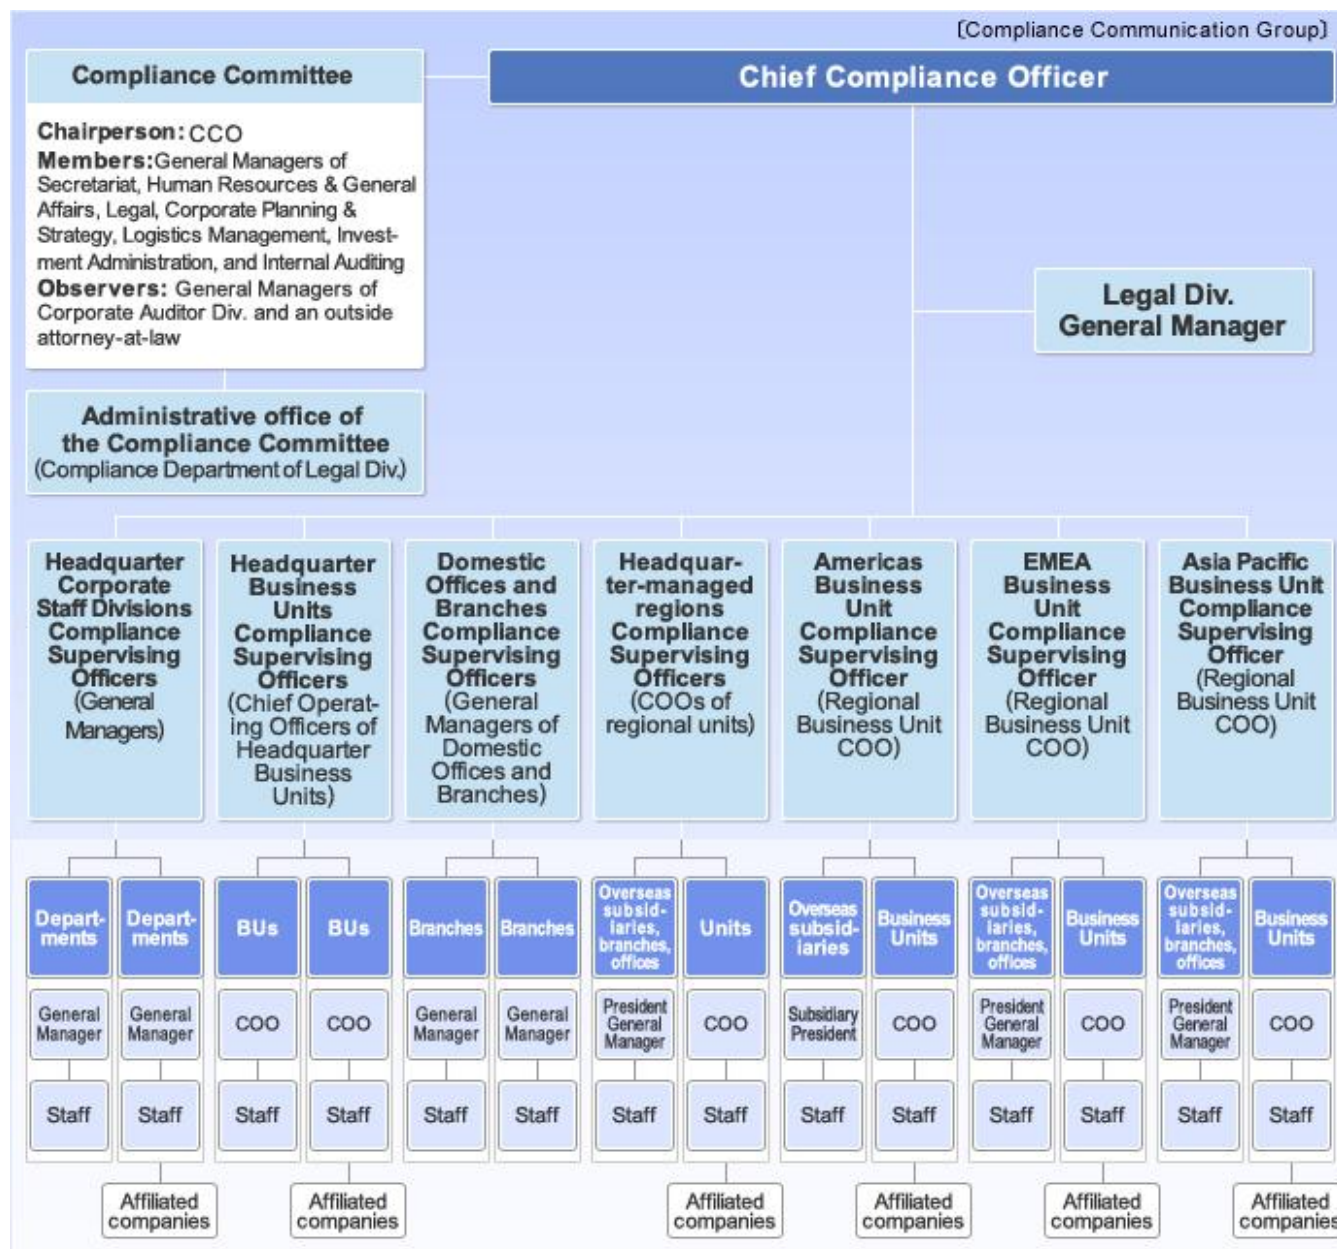 [Compliance Communication Group]
Compliance Committee
Chief Compliance Officer
Chairperson: CCO
Members:General Managers of
Secretariat, Human Resources & General
Affairs, Legal, Corporate Planning &
Strategy, Logistics Management, Invest-
ment Administration, and Internal Auditing
Observers: General Managers of
Corporate Auditor Div. and an outside
attorney-at-law
Legal Div.
General Manager
Administrative office of
the Compliance Committee
(Compliance Department of Legal Div.)
Headquarter
Corporate
Staff Divisions
Compliance
Supervising
Officers
(General
Managers)
Headquarter
Business
Units
Compliance
Supervising
Officers
(Chief Operat-
ing Officers of
Headquarter
Business
Units)
Domestic
Offices and
Branches
Compliance
Supervising
Officers
(General
Managers of
Domestic
Offices and
Branches)
Headquar-
ter-managed
regions
Compliance
Supervising
Officers
(COOs of
regional units)
Americas
Business
Unit
Compliance
Supervising
Officer
(Regional
Business Unit
COO)
EMEA
Business
Unit
Compliance
Supervising
Officer
(Regional
Business Unit
COO)
Asia Pacific
Business Unit
Compliance
Supervising
Officer
(Regional
Business Unit
COO)
Depart-
ments
Depart-
ments
BUs
BUs
Branches
Branches
Overseas
subsid-
iaries,
branches,
offices
Units
Overseas
subsid-
iaries
Business
Units
Overseas
subsid-
iaries,
branches,
offices
Business
Units
Overseas
subsid-
iaries,
branches,
offices
Business
Units
General
Manager
General
Manager
COO
COO
General
Manager
General
Manager
President
General
Manager
COO
Subsidiary
President
COO
President
General
Manager
COO
President
General
Manager
COO
Staff
Staff
Staff
Staff
Staff
Staff
Staff
Staff
Staff
Staff
Staff
Staff
Staff
Staff
Affiliated
companies
Affiliated
companies
Affiliated
companies
Affiliated
companies
Affiliated
companies
Affiliated
companies